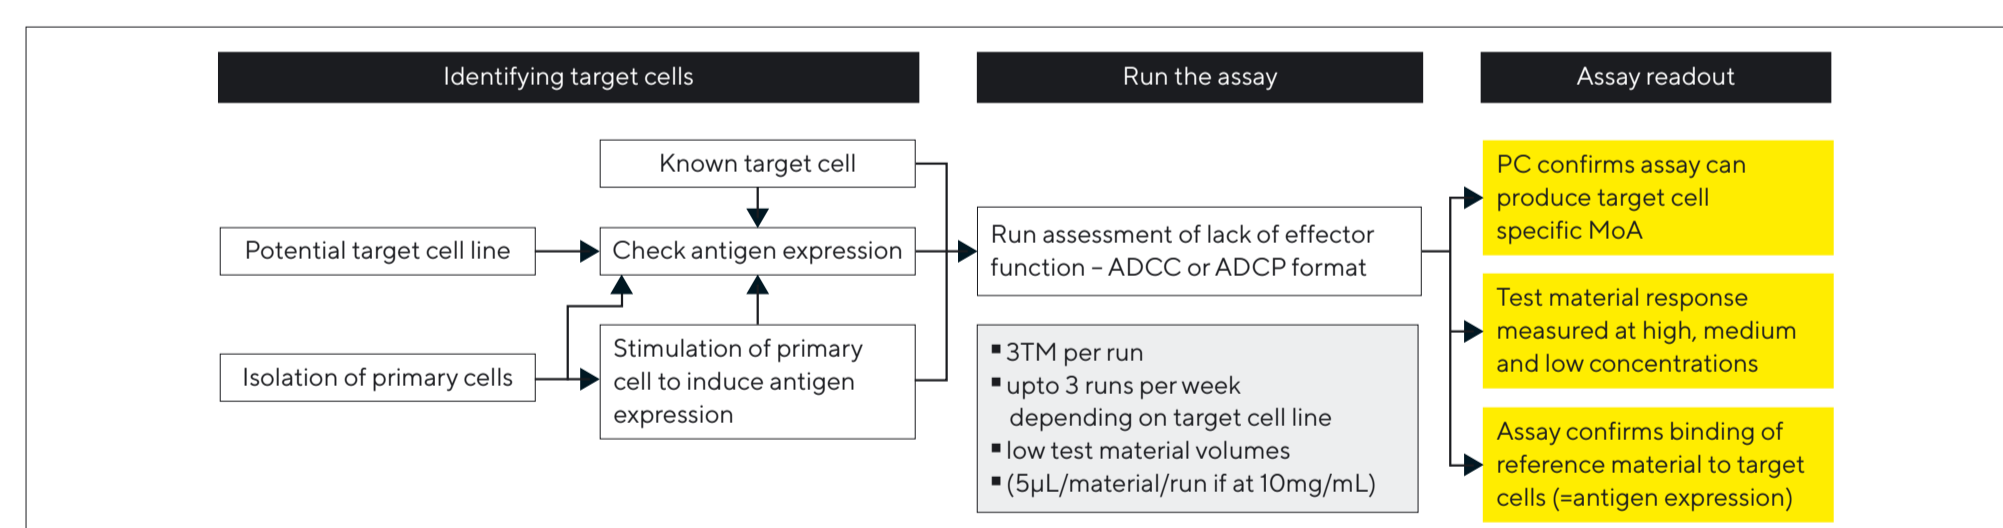 Identifying target cells
Run the assay
Assay readout
Known target cell
Potential target cell line
Check antigen expression
Isolation of primary cells
Stimulation of primary
cell to induce antigen
expression
Run assessment of lack of effector
function – ADCC or ADCP format
▪ 3TM per run
▪ upto 3 runs per week
depending on target cell line
▪ low test material volumes
▪ (5µL/material/run if at 10mg/mL)
PC confirms assay can
produce target cell
specific MoA
Test material response
measured at high, medium
and low concentrations
Assay confirms binding of
reference material to target
cells (=antigen expression)